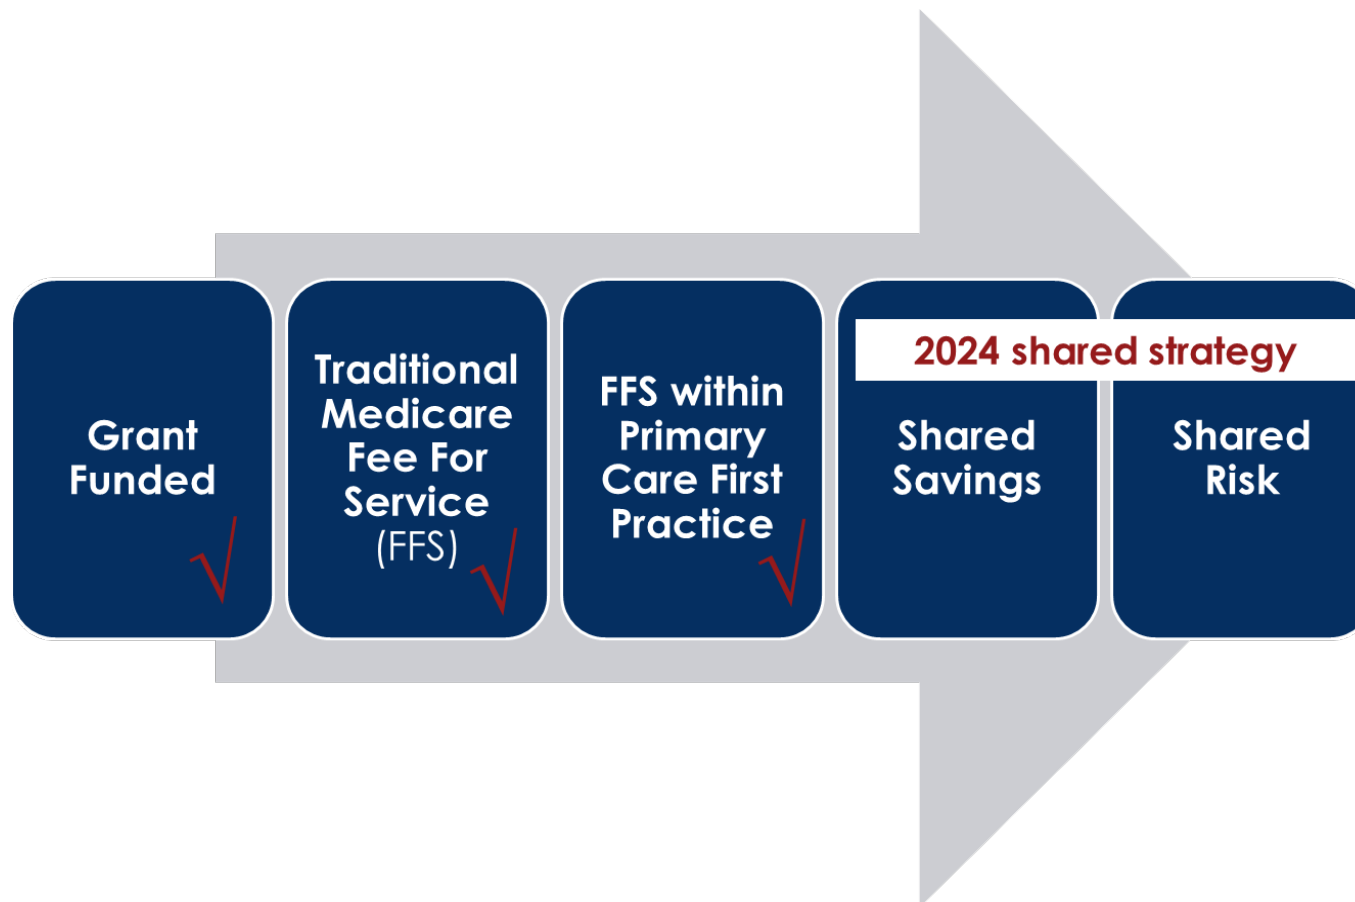 Grant
Funded
√
Traditional
Medicare
Fee For
Service
(FFS)
√
FFS within
Primary
Care First
Practice
√
2024 shared strategy
Shared
Savings
Shared
Risk